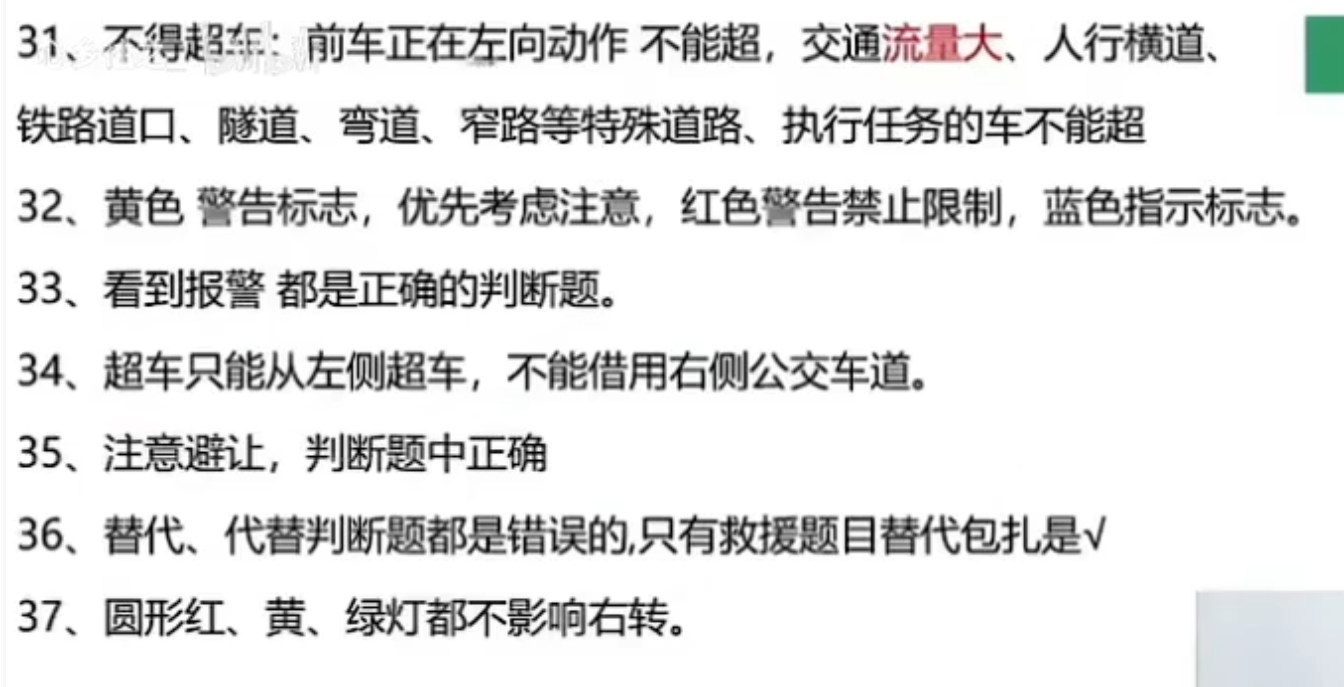 31、不得超车：前车正在左向动作 不能超，交通流量大、人行横道、
铁路道口、隧道、弯道、窄路等特殊道路、执行任务的车不能超
32、黄色 警告标志，优先考虑注意，红色警告禁止限制，蓝色指示标志。
33、看到报警 都是正确的判断题。
34、超车只能从左侧超车，不能借用右侧公交车道。
35、注意避让，判断题中正确
36、替代、代替判断题都是错误的,只有救援题目替代包扎是√
37、圆形红、黄、绿灯都不影响右转。